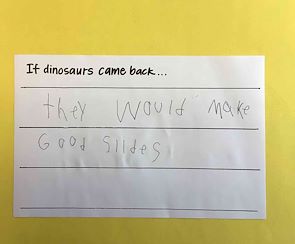 If dinosaurs came back...
they would make
Good slides